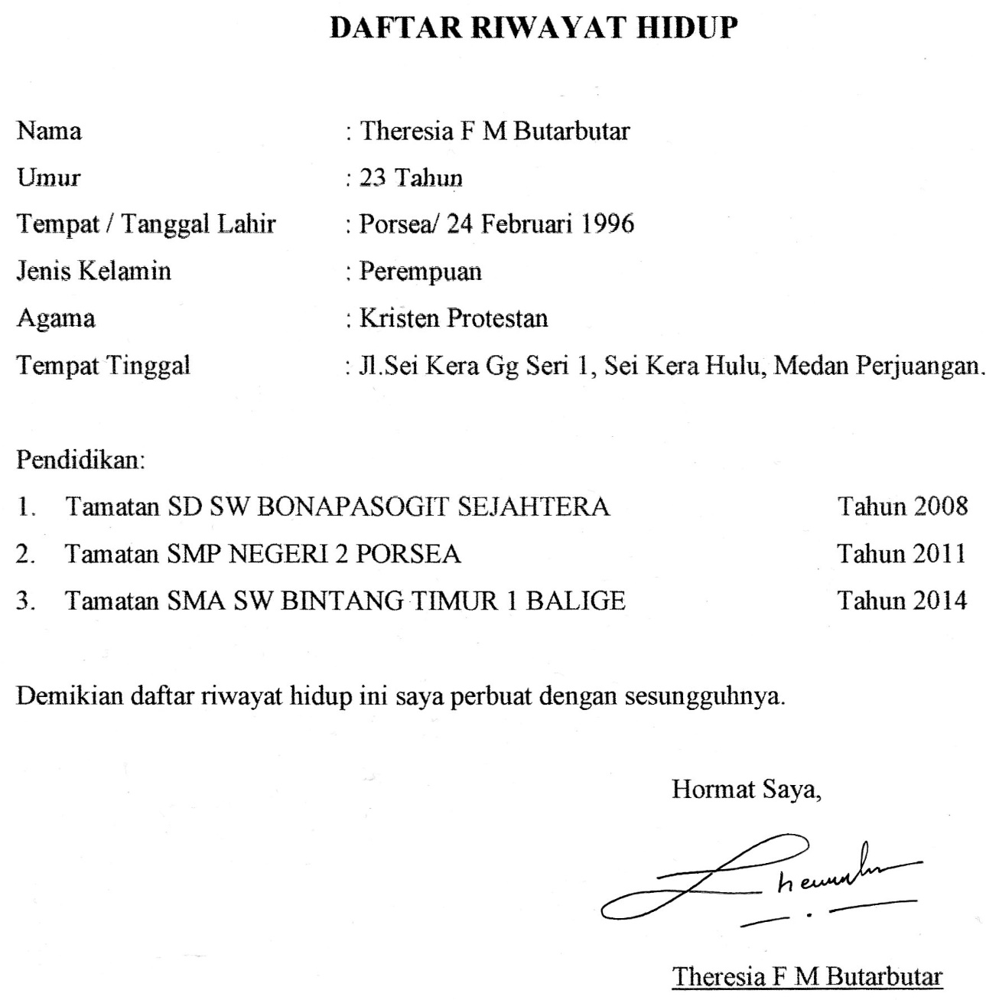 DAFTAR RIWAYAT HIDUP
Nama : Theresia F M Butarbutar
Umur : 23 Tahun
Tempat / Tanggal Lahir : Porsea/ 24 Februari 1996
Jenis Kelamin : Perempuan
Agama : Kristen Protestan
Tempat Tinggal : Jl.Sei Kera Gg Seri 1, Sei Kera Hulu, Medan Perjuangan.
Pendidikan:
1. Tamatan SD SW BONAPASOGIT SEJAHTERA Tahun 2008
2. Tamatan SMP NEGERI 2 PORSEA Tahun 2011
3. Tamatan SMA SW BINTANG TIMUR 1 BALIGE Tahun 2014
Demikian daftar riwayat hidup ini saya perbuat dengan sesungguhnya.
Hormat Saya,
Theresia F M Butarbutar